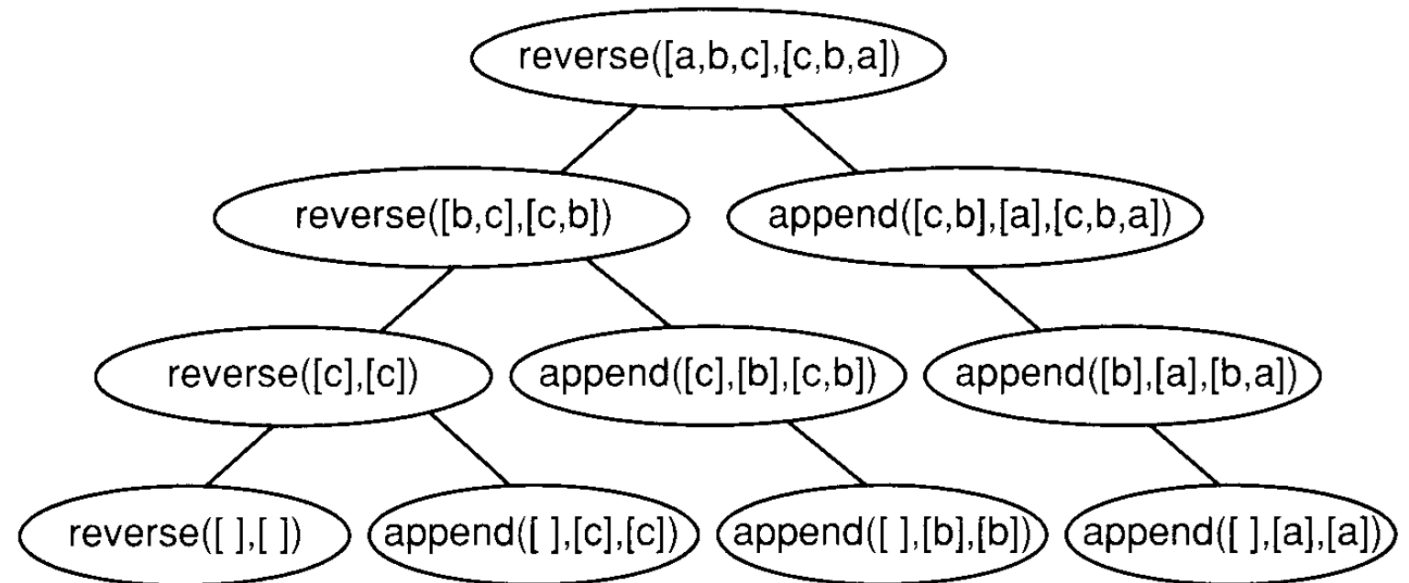 reverse([a,b,c],[c,b,a])
reverse([b,c],[c,b])
append([c,b],[a],[c,b,a])
reverse([c],[c])
append([c],[b],[c,b])
append([b],[a],[b,a])
reverse([ ],[ ])
append([ ],[c],[c])
append([ ],[b],[b])
append([ ],[a],[a])